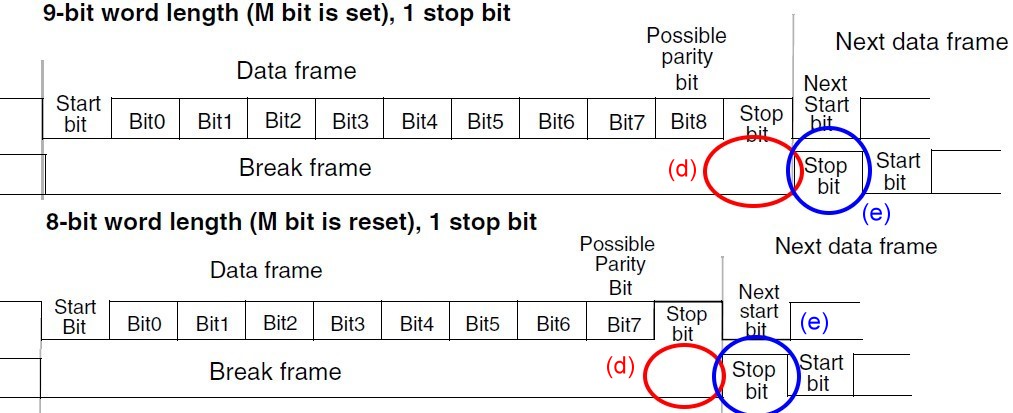 9-bit word length (M bit is set), 1 stop bit
Possible
parity
bit
Next data frame
Data frame
Next
Start
bit
Start
bit
Bit0 Bit1 Bit2 Bit3 Bit4 Bit5 Bit6 Bit7 Bit8
Stop
bit
Break frame
(d)
Stop
bit
Start
bit
(e)
8-bit word length (M bit is reset), 1 stop bit
Possible
Parity
Bit
Next data frame
Data frame
Next
start
bit
Start
Bit
Bit0 Bit1 Bit2 Bit3 Bit4 Bit5 Bit6 Bit7
Stop
bit
(e)
Break frame
(d)
Stop
bit
Start
bit